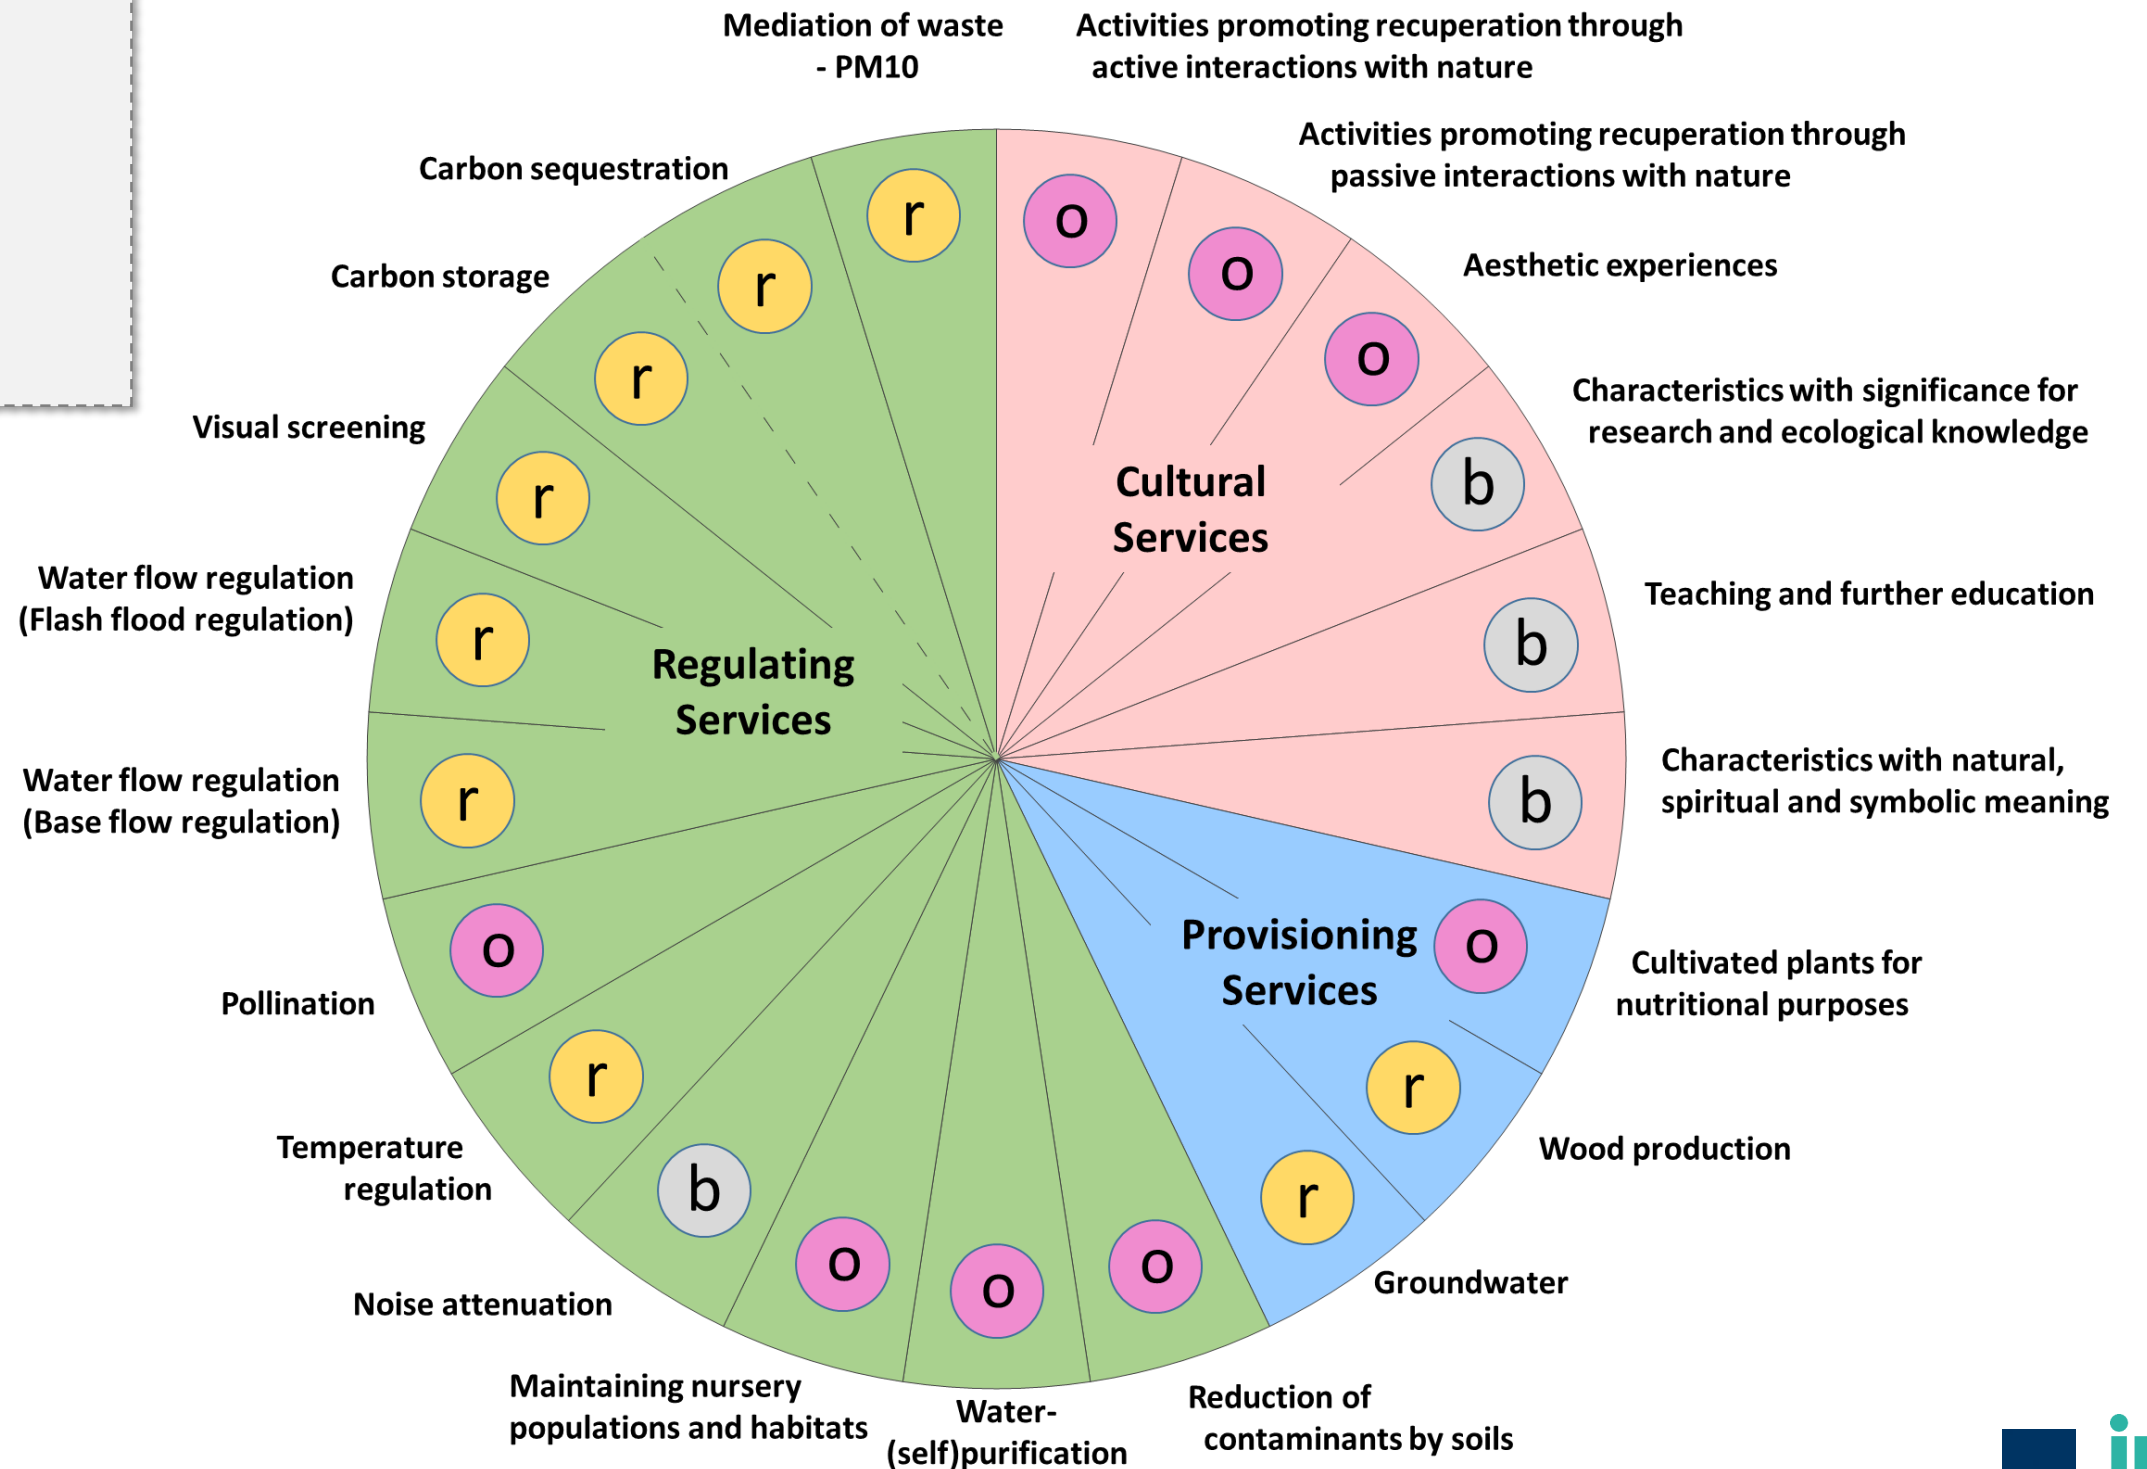 Mediation of waste
- PM10
Activities promoting recuperation through
active interactions with nature
Activities promoting recuperation through
passive interactions with nature
Aesthetic experiences
Characteristics with significance for
research and ecological knowledge
Teaching and further education
Characteristics with natural,
spiritual and symbolic meaning
Cultivated plants for
nutritional purposes
Wood production
Groundwater
Reduction of
contaminants by soils
Water-
(self)purification
Maintaining nursery
populations and habitats
Noise attenuation
Temperature
regulation
Pollination
Water flow regulation
(Base flow regulation)
Water flow regulation
(Flash flood regulation)
Visual screening
Carbon storage
Carbon sequestration
Cultural
Services
Provisioning
Services
Regulating
Services
o
o
o
b
b
b
o
r
r
o
o
o
b
r
o
r
r
r
r
r
r